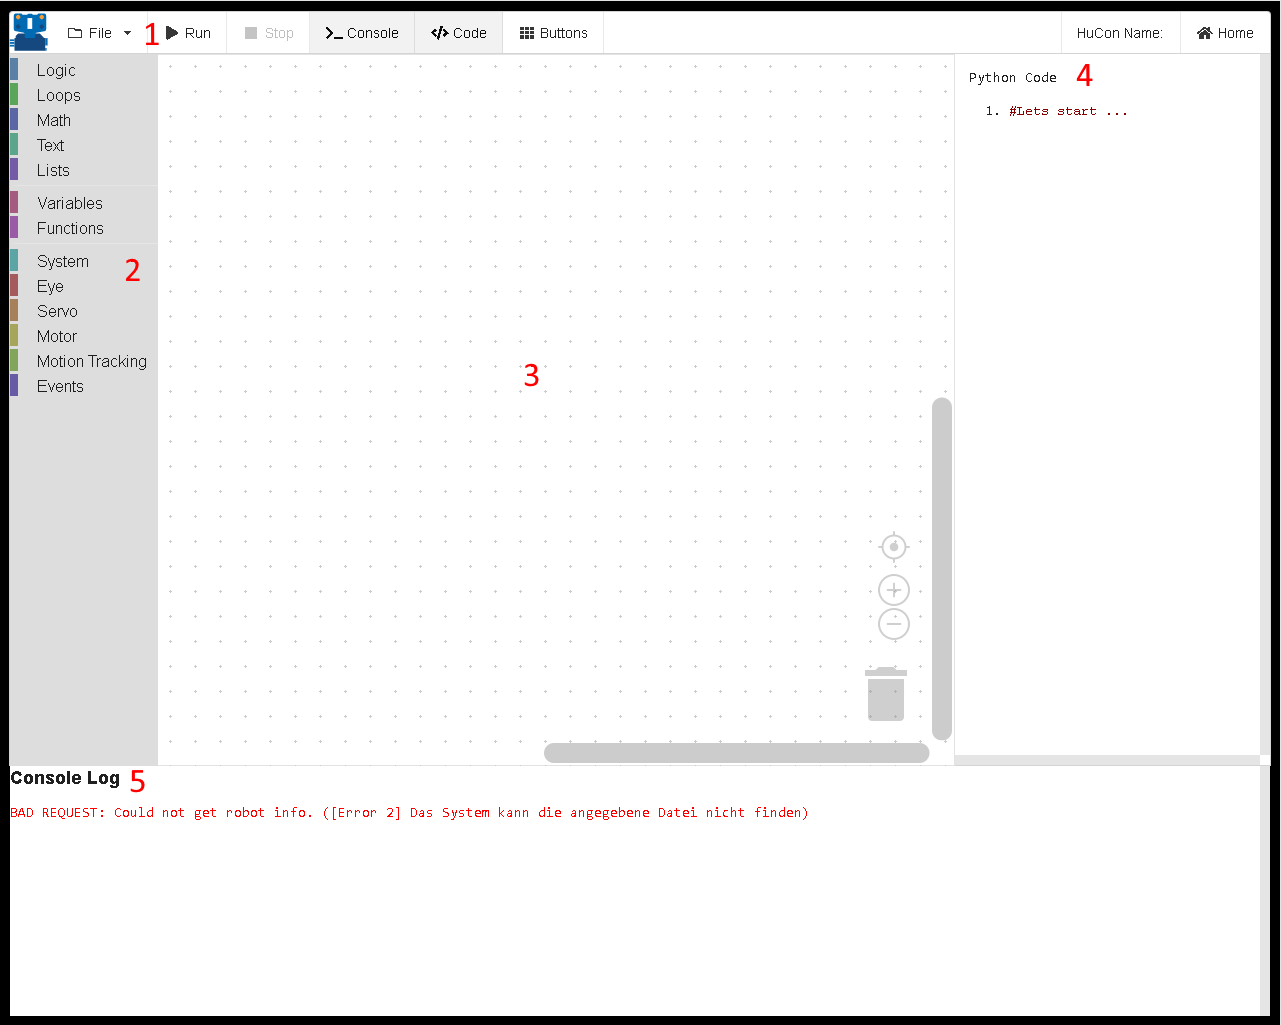 File 1 Run Stop Console Code Buttons HuCon Name: Home
Logic
Loops
Math
Text
Lists
Variables
Functions
System
2
Eye
Servo
Motor
Motion Tracking
Events
3
Python Code 4
1. #Lets start ...
Console Log 5
BAD REQUEST: Could not get robot info. ([Error 2] Das System kann die angegebene Datei nicht finden)